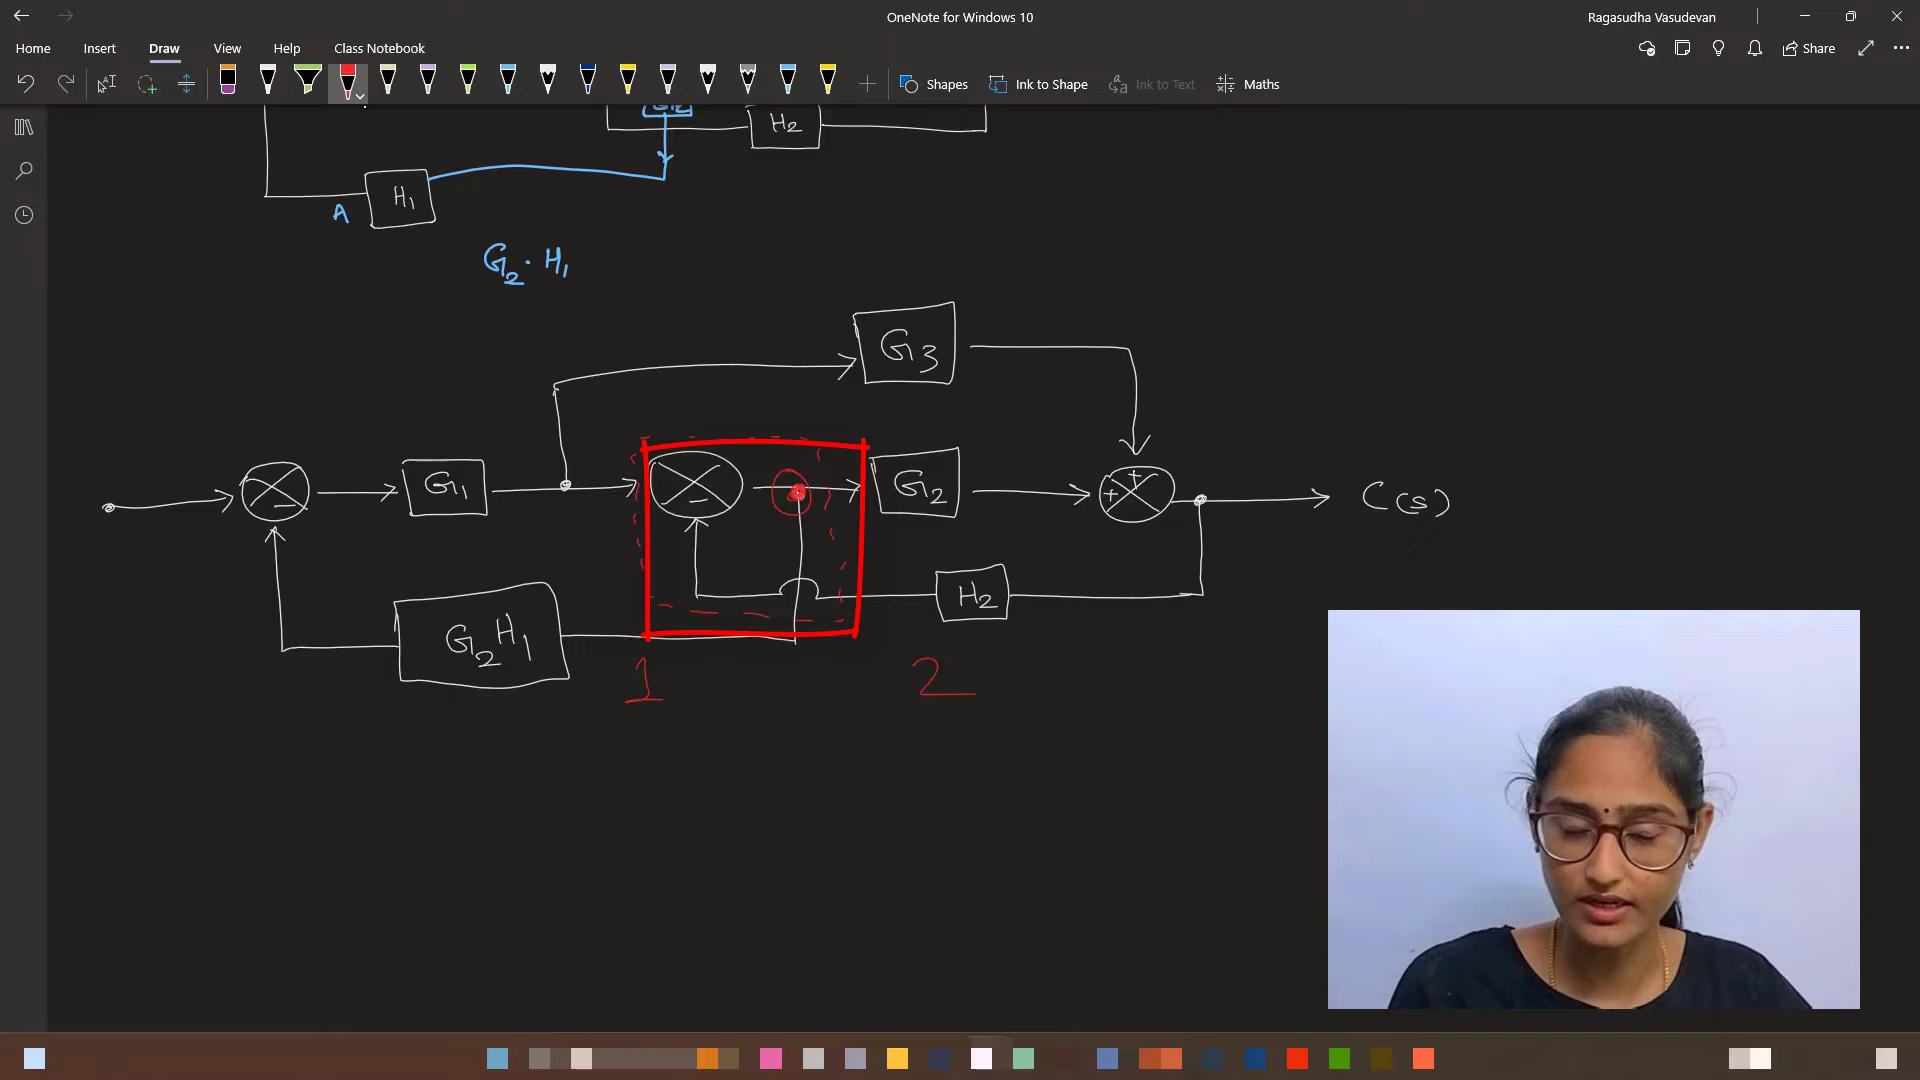 OneNote for Windows 10
Ragasudha Vasudevan
Home Insert Draw View Help Class Notebook
Share
Shapes Ink to Shape Ink to Text Maths
H2
H1
A
G2 · H1
G3
G1
G2
+
+
-
-
C(s)
H2
G2H1
1
2